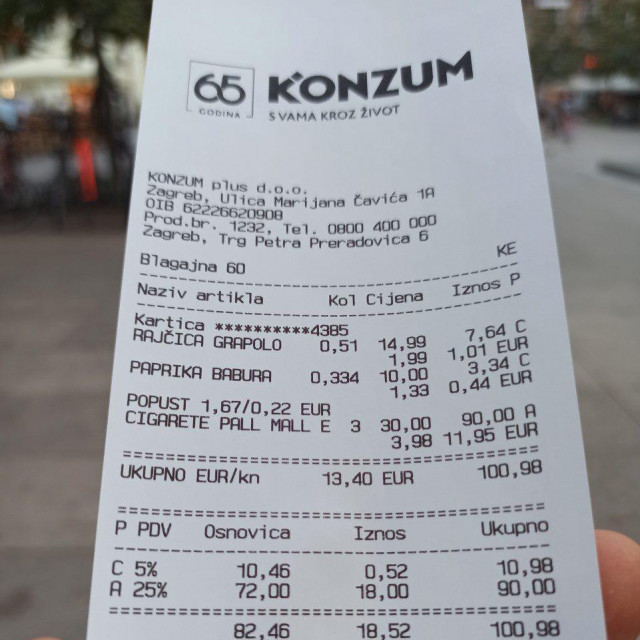 65 KONZUM
GODINA S VAMA KROZ ŽIVOT
KONZUM plus d.o.o.
Zagreb, Ulica Marijana Čavića 1A
OIB 62226620908
Prod.br. 1232, Tel. 0800 400 000
Zagreb, Trg Petra Preradovica 6
Blagajna 60 KE
Naziv artikla Kol Cijena Iznos P
Kartica **********4385
RAJČICA GRAPOLO 0,51 14,99 7,64 C
1,99 1,01 EUR
PAPRIKA BABURA 0,334 10,00 3,34 C
1,33 0,44 EUR
POPUST 1,67/0,22 EUR
CIGARETE PALL MALL E 3 30,00 90,00 A
3,98 11,95 EUR
UKUPNO EUR/kn 13,40 EUR 100,98
P PDV Osnovica Iznos Ukupno
C 5% 10,46 0,52 10,98
A 25% 72,00 18,00 90,00
82,46 18,52 100,98